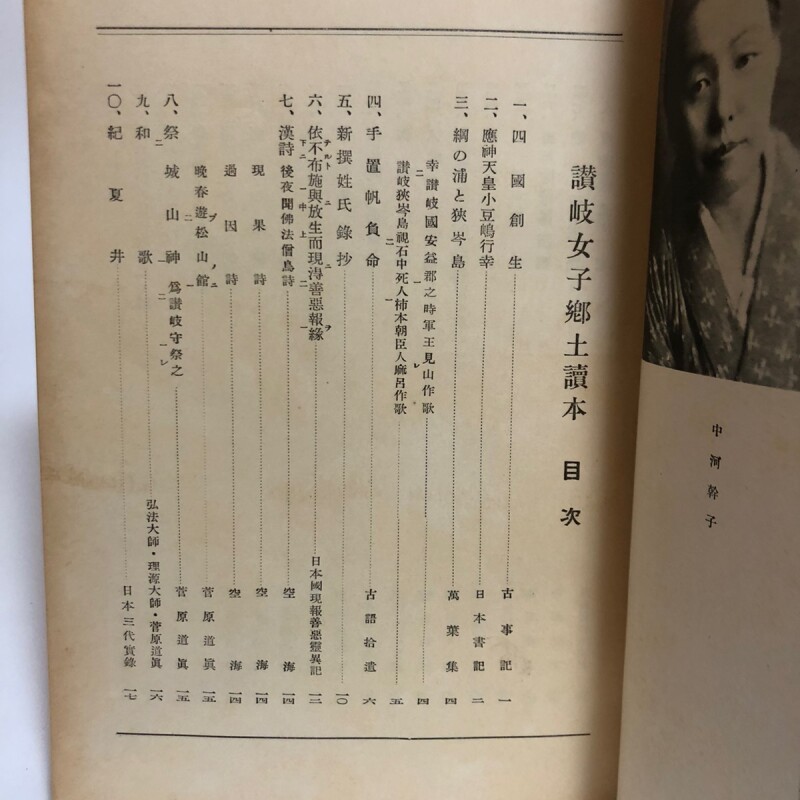 讃岐女子鄕土讀本　目次
一、四國創生………古事記　一
二、應神天皇小豆嶋行幸………日本書記　二
三、綱の浦と狹岑島………萬葉集　四
幸讃岐國安益郡之時軍王見山作歌………四
讃岐狹岑島視石中死人柿本朝臣人麻呂作歌………五
四、手置帆負命………古語拾遺　六
五、新撰姓氏錄抄………一〇
六、依不布施與放生而現得善惡報緣………日本國現報善惡靈異記　一二
七、漢詩　後夜聞佛法僧鳥詩………空海　一四
現果詩………空海　一四
過因詩………空海　一四
晚春遊松山館………菅原道眞　一五
八、祭城山神　爲讃岐守祭之………菅原道眞　一五
九、和歌………弘法大師・理源大師・菅原道眞　一六
一〇、紀夏井………日本三代實錄　一七
中河幹子